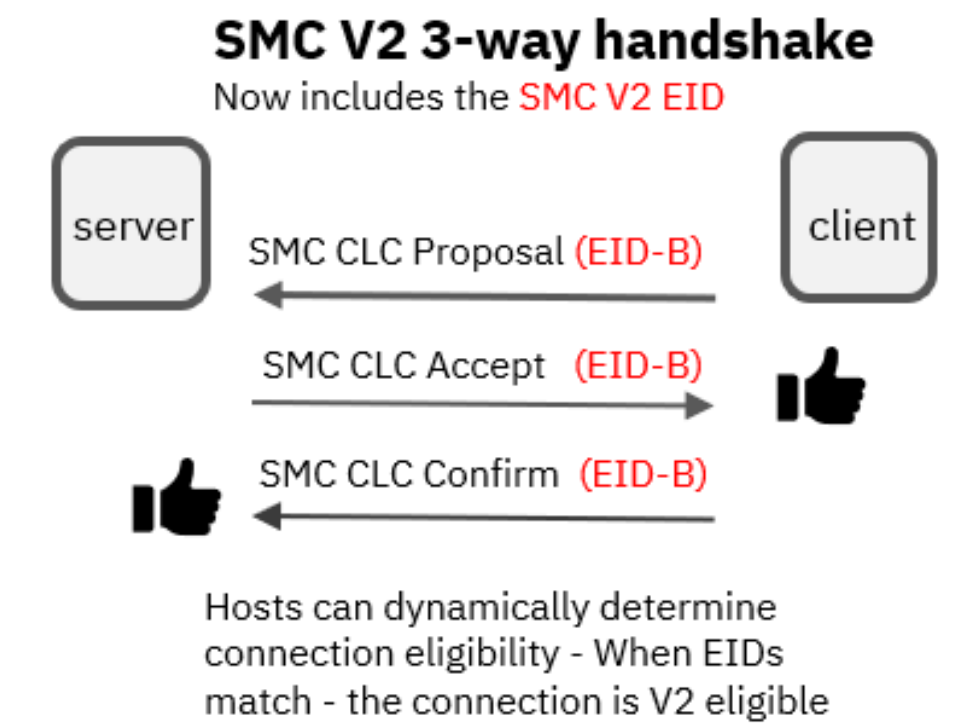 SMC V2 3-way handshake
Now includes the SMC V2 EID
server
client
SMC CLC Proposal (EID-B)
SMC CLC Accept (EID-B)
SMC CLC Confirm (EID-B)
Hosts can dynamically determine
connection eligibility - When EIDs
match - the connection is V2 eligible